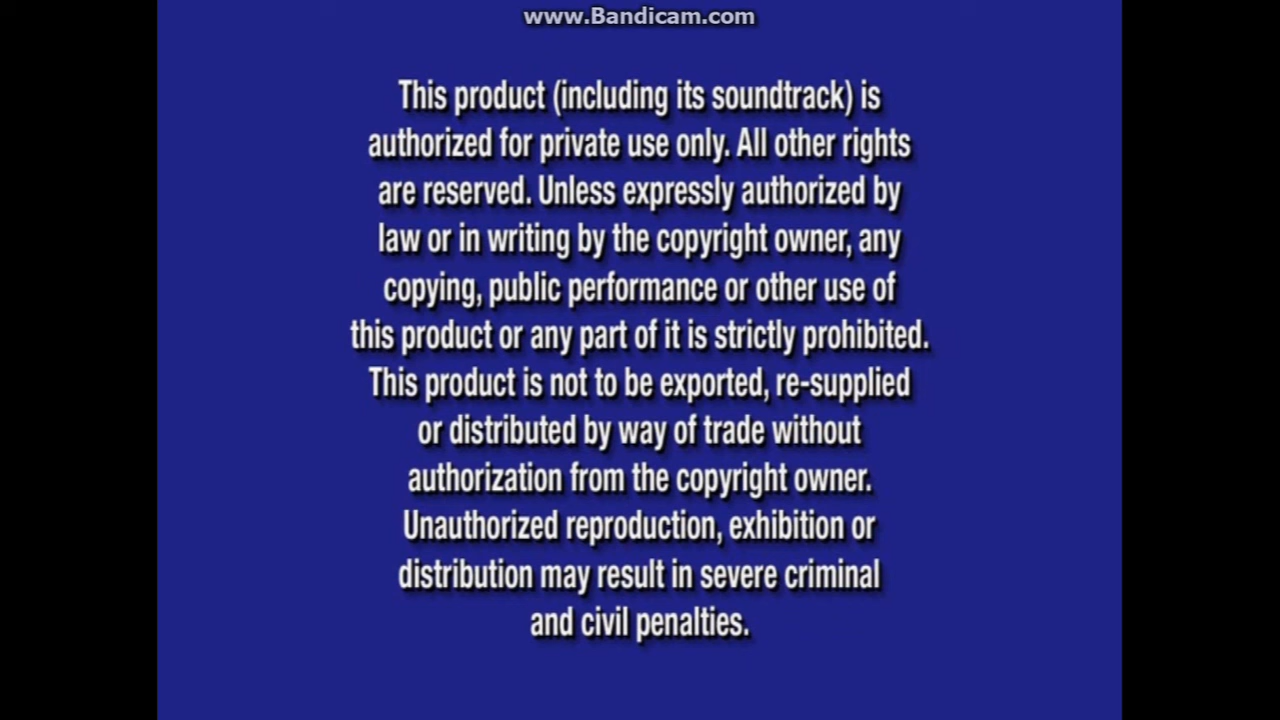 www.Bandicam.com
This product (including its soundtrack) is
authorized for private use only. All other rights
are reserved. Unless expressly authorized by
law or in writing by the copyright owner, any
copying, public performance or other use of
this product or any part of it is strictly prohibited.
This product is not to be exported, re-supplied
or distributed by way of trade without
authorization from the copyright owner.
Unauthorized reproduction, exhibition or
distribution may result in severe criminal
and civil penalties.